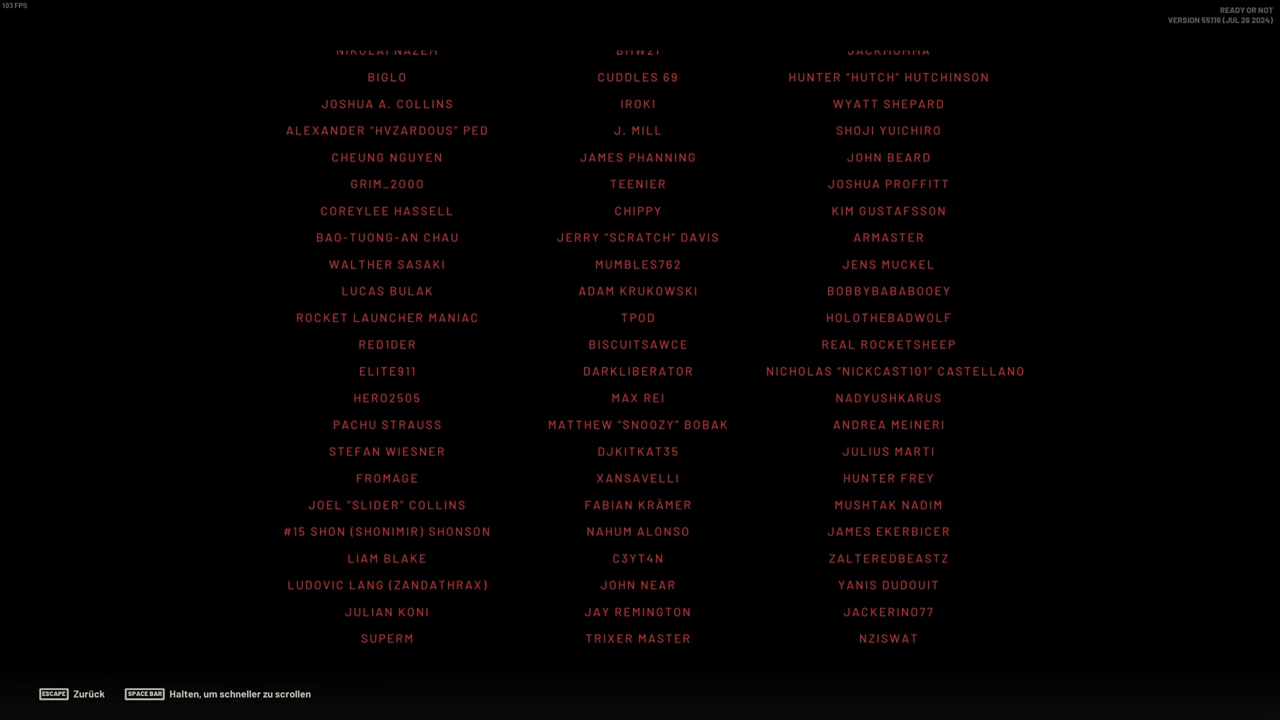 103 FPS
READY OR NOT
VERSION 55116 (JUL 26 2024)
NIKOLAI NAZEM BHW21 JACKMUMMA
BIGLO CUDDLES 69 HUNTER “HUTCH” HUTCHINSON
JOSHUA A. COLLINS IROKI WYATT SHEPARD
ALEXANDER “HVZARDOUS” PED J. MILL SHOJI YUICHIRO
CHEUNG NGUYEN JAMES PHANNING JOHN BEARD
GRIM_2000 TEENIER JOSHUA PROFFITT
COREYLEE HASSELL CHIPPY KIM GUSTAFSSON
BAO-TUONG-AN CHAU JERRY “SCRATCH” DAVIS ARMASTER
WALTHER SASAKI MUMBLES762 JENS MUCKEL
LUCAS BULAK ADAM KRUKOWSKI BOBBYBABABOOEY
ROCKET LAUNCHER MANIAC TPOD HOLOTHEBADWOLF
RED1DER BISCUITSAWCE REAL ROCKETSHEEP
ELITE911 DARKLIBERATOR NICHOLAS “NICKCAST101” CASTELLANO
HERO2505 MAX REI NADYUSHKARUS
PACHU STRAUSS MATTHEW “SNOOZY” BOBAK ANDREA MEINERI
STEFAN WIESNER DJKITKAT35 JULIUS MARTI
FROMAGE XANSAVELLI HUNTER FREY
JOEL “SLIDER” COLLINS FABIAN KRÄMER MUSHTAK NADIM
#15 SHON (SHONIMIR) SHONSON NAHUM ALONSO JAMES EKERBICER
LIAM BLAKE C3YT4N ZALTEREDBEASTZ
LUDOVIC LANG (ZANDATHRAX) JOHN NEAR YANIS DUDOUIT
JULIAN KONI JAY REMINGTON JACKERINO77
SUPERM TRIXER MASTER NZISWAT
ESCAPE Zurück SPACE BAR Halten, um schneller zu scrollen